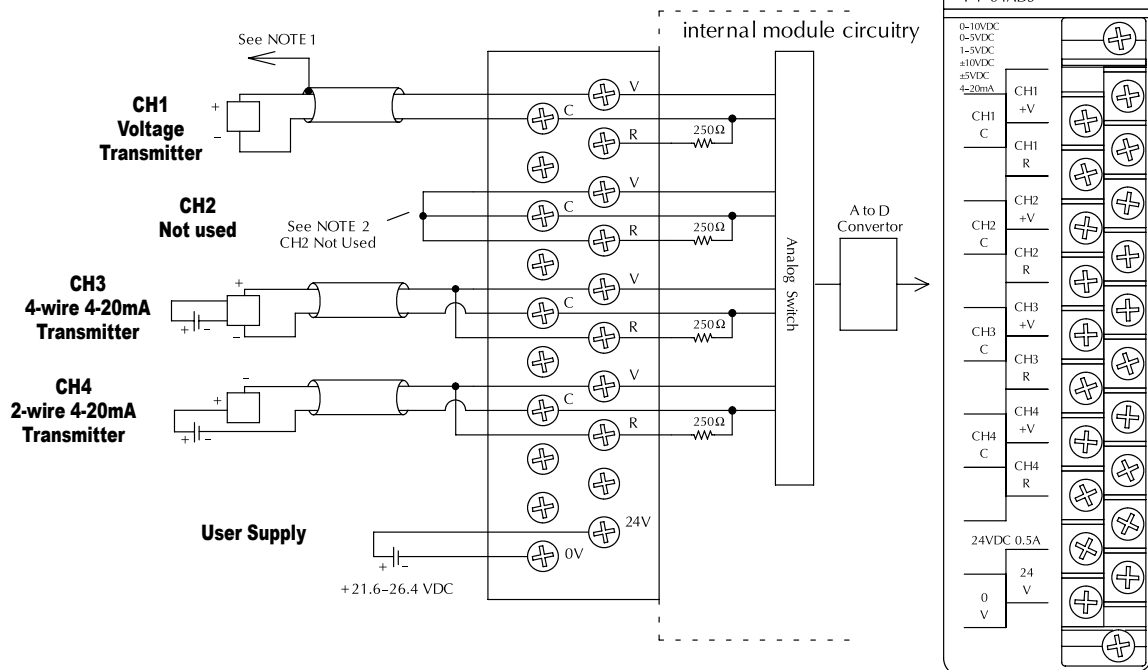 internal module circuitry
See NOTE 1
CH1
Voltage
Transmitter
+
–
V
C
R
250Ω
CH2
Not used
See NOTE 2
CH2 Not Used
V
C
R
250Ω
CH3
4-wire 4-20mA
Transmitter
+
–
+
–
V
C
R
250Ω
CH4
2-wire 4-20mA
Transmitter
–
+
+
–
V
C
R
250Ω
User Supply
24V
0V
+
–
+21.6–26.4 VDC
Analog Switch
A to D
Convertor
0–10VDC
0–5VDC
1–5VDC
±10VDC
±5VDC
4–20mA
CH1
+V
CH1
C
CH1
R
CH2
+V
CH2
C
CH2
R
CH3
+V
CH3
C
CH3
R
CH4
+V
CH4
C
CH4
R
24VDC 0.5A
24
V
0
V